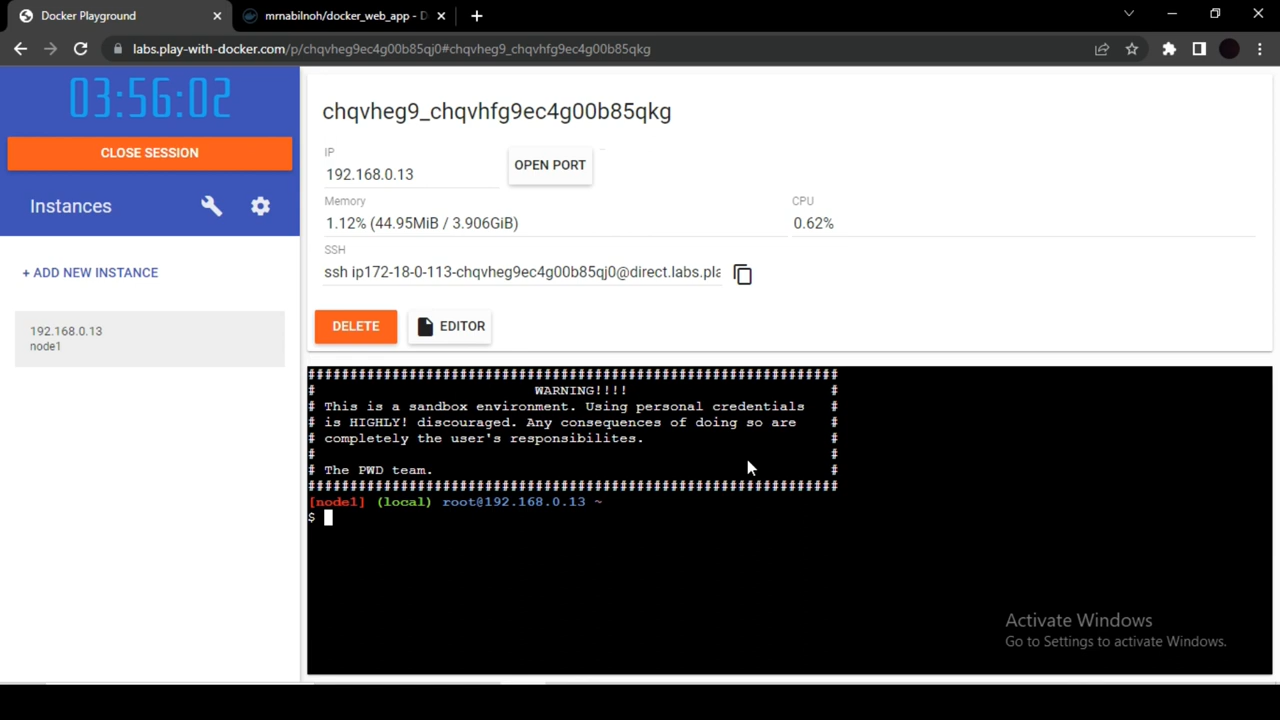 Docker Playground
mrnabilnoh/docker_web_app - D
labs.play-with-docker.com/p/chqvheg9ec4g00b85qj0#chqvheg9_chqvhfg9ec4g00b85qkg
03:56:02
CLOSE SESSION
Instances
+ ADD NEW INSTANCE
192.168.0.13
node1
chqvheg9_chqvhfg9ec4g00b85qkg
IP
192.168.0.13
OPEN PORT
Memory
1.12% (44.95MiB / 3.906GiB)
CPU
0.62%
SSH
ssh ip172-18-0-113-chqvheg9ec4g00b85qj0@direct.labs.pla
DELETE
EDITOR
###############################################################
#                          WARNING!!!!                        #
# This is a sandbox environment. Using personal credentials   #
# is HIGHLY! discouraged. Any consequences of doing so are    #
# completely the user's responsibilites.                      #
#                                                             #
# The PWD team.                                               #
###############################################################
[node1] (local) root@192.168.0.13 ~
$
Activate Windows
Go to Settings to activate Windows.